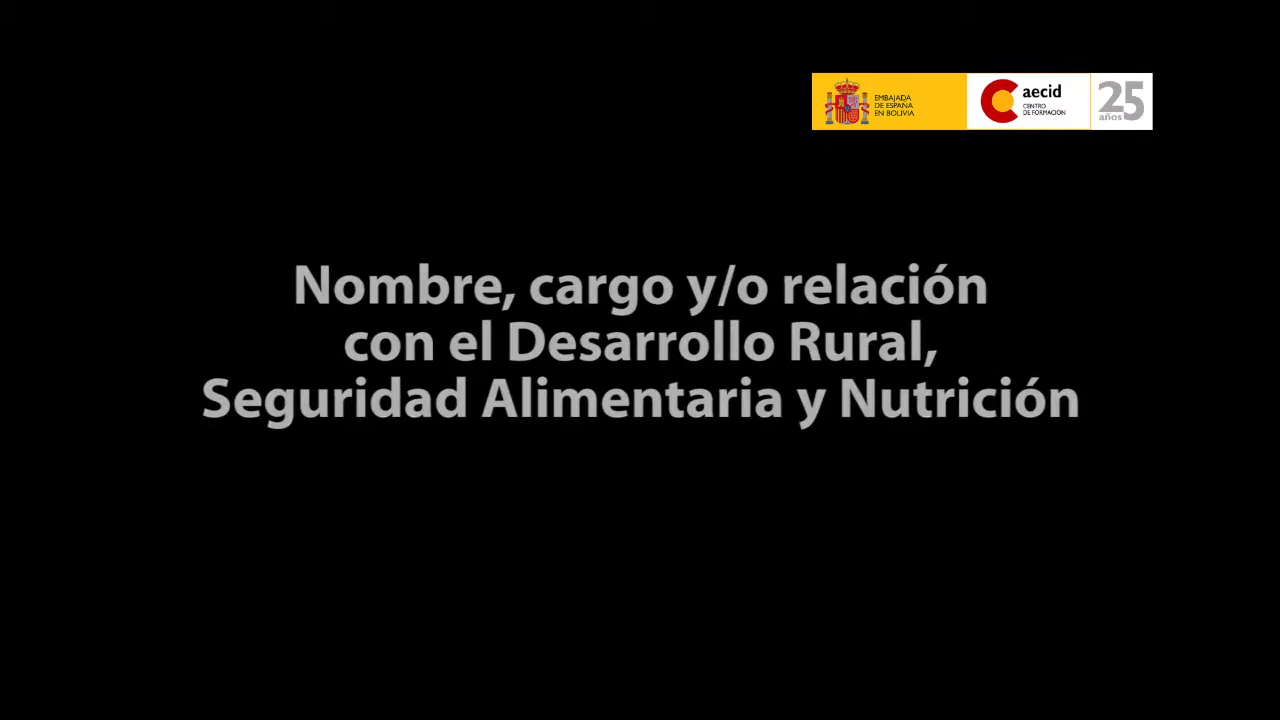 EMBAJADA
DE ESPAÑA
EN BOLIVIA
aecid
CENTRO
DE FORMACIÓN
25
años
Nombre, cargo y/o relación
con el Desarrollo Rural,
Seguridad Alimentaria y Nutrición